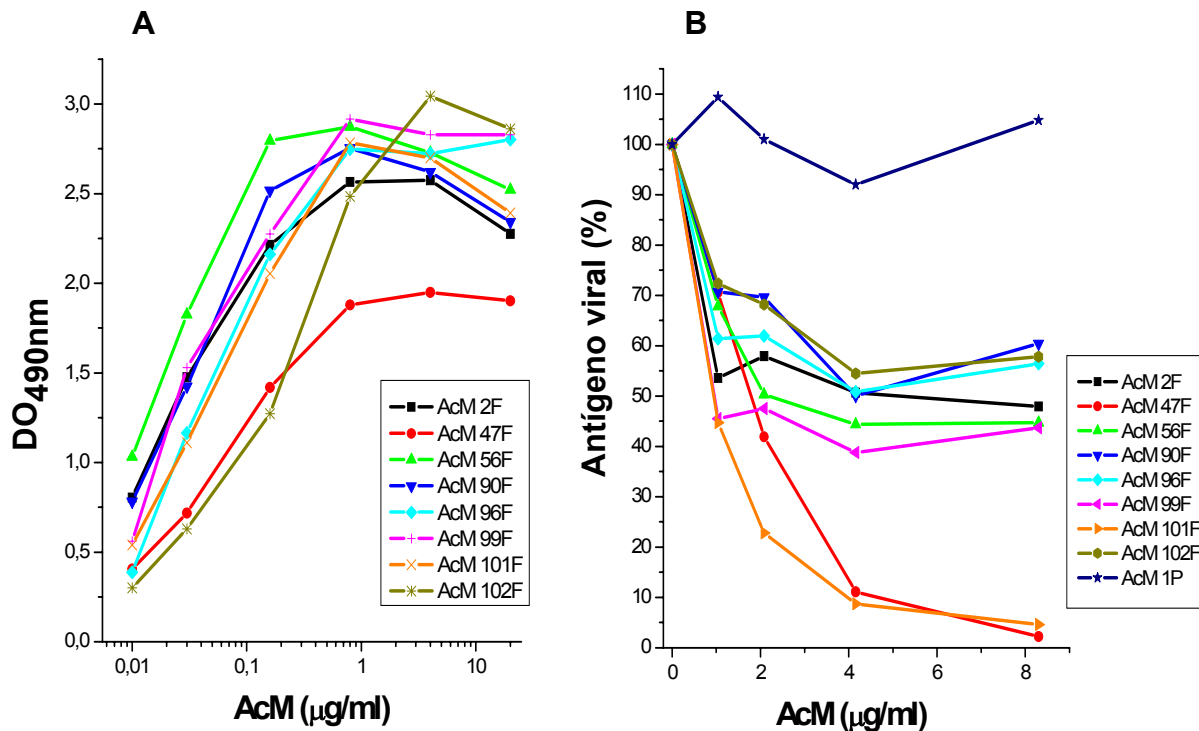 A
DO490nm
3,0
2,5
2,0
1,5
1,0
0,5
0,0
0,01
0,1
1
10
AcM (μg/ml)
AcM 2F
AcM 47F
AcM 56F
AcM 90F
AcM 96F
AcM 99F
AcM 101F
AcM 102F
B
Antígeno viral (%)
110
100
90
80
70
60
50
40
30
20
10
0
0
2
4
6
8
AcM (μg/ml)
AcM 2F
AcM 47F
AcM 56F
AcM 90F
AcM 96F
AcM 99F
AcM 101F
AcM 102F
AcM 1P